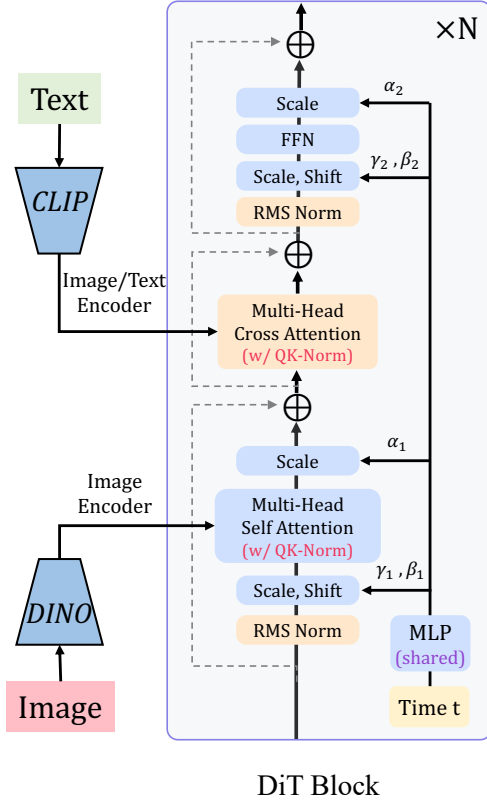 ×N
α₂
Scale
Text
FFN
γ₂ , β₂
Scale, Shift
CLIP
RMS Norm
Image/Text
Encoder
Multi-Head
Cross Attention
(w/ QK-Norm)
α₁
Scale
Image
Encoder
Multi-Head
Self Attention
(w/ QK-Norm)
γ₁ , β₁
Scale, Shift
DINO
RMS Norm
MLP
(shared)
Image
Time t
DiT Block